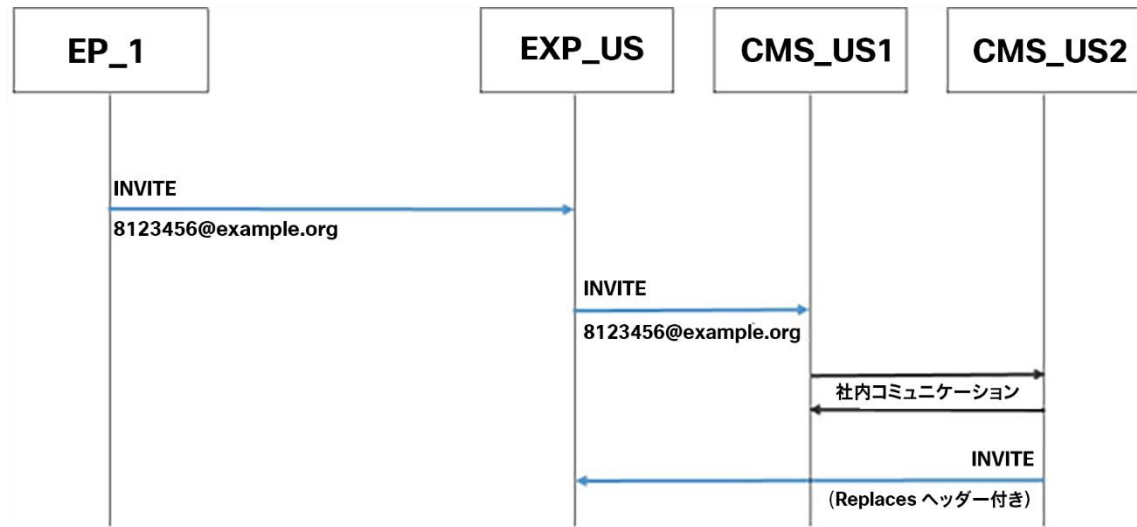 EP_1
EXP_US
CMS_US1
CMS_US2
INVITE
8123456@example.org
INVITE
8123456@example.org
社内コミュニケーション
INVITE
(Replaces ヘッダー付き)